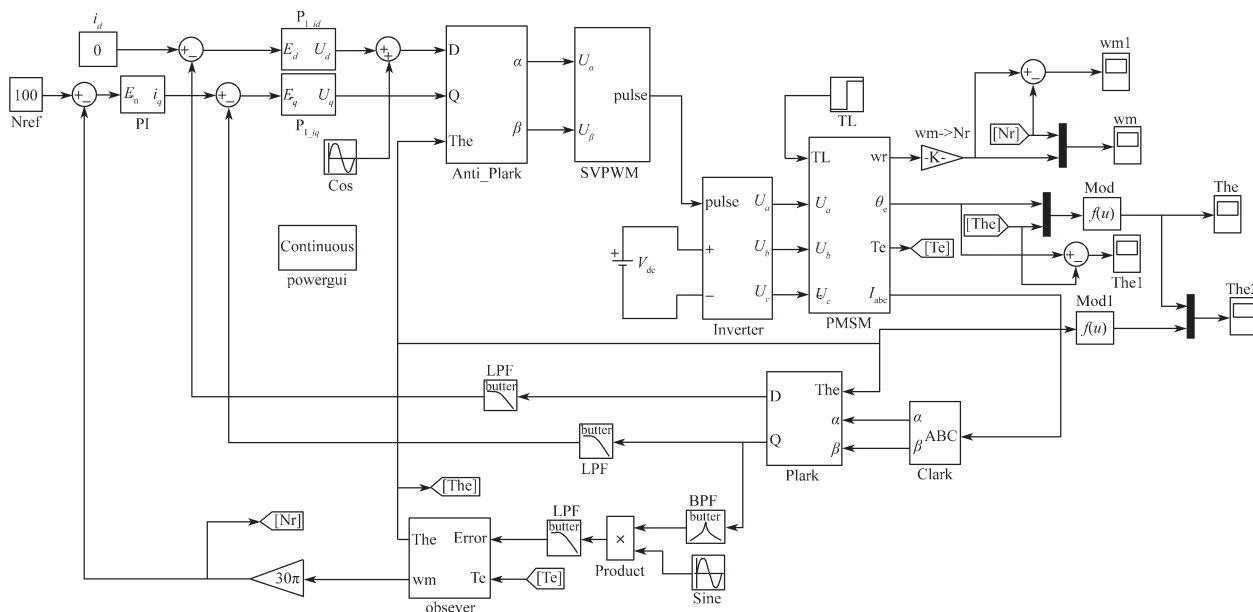 i_d
0
+
−
P_I_id
E_d U_d
+
+
Nref
100
+
−
E_n i_q
PI
+
−
E_q U_q
P_I_iq
Cos
D
Q
The
α
β
Anti_Plark
U_α
U_β
pulse
SVPWM
Continuous
powergui
+
V_dc
pulse
+
−
U_a
U_b
U_c
Inverter
TL
TL
U_a
U_b
U_c
wr
θ_e
Te
I_abc
PMSM
wm->Nr
-K-
[Nr]
+
−
wm1
wm
[The]
[Te]
Mod
f(u)
The
+
−
The1
Mod1
f(u)
The2
LPF
butter
butter
LPF
D
Q
The
α
β
Plark
α
β
ABC
Clark
[The]
[Nr]
30π
The
wm
Error
Te
obsever
LPF
butter
×
Product
BPF
butter
Sine
[Te]